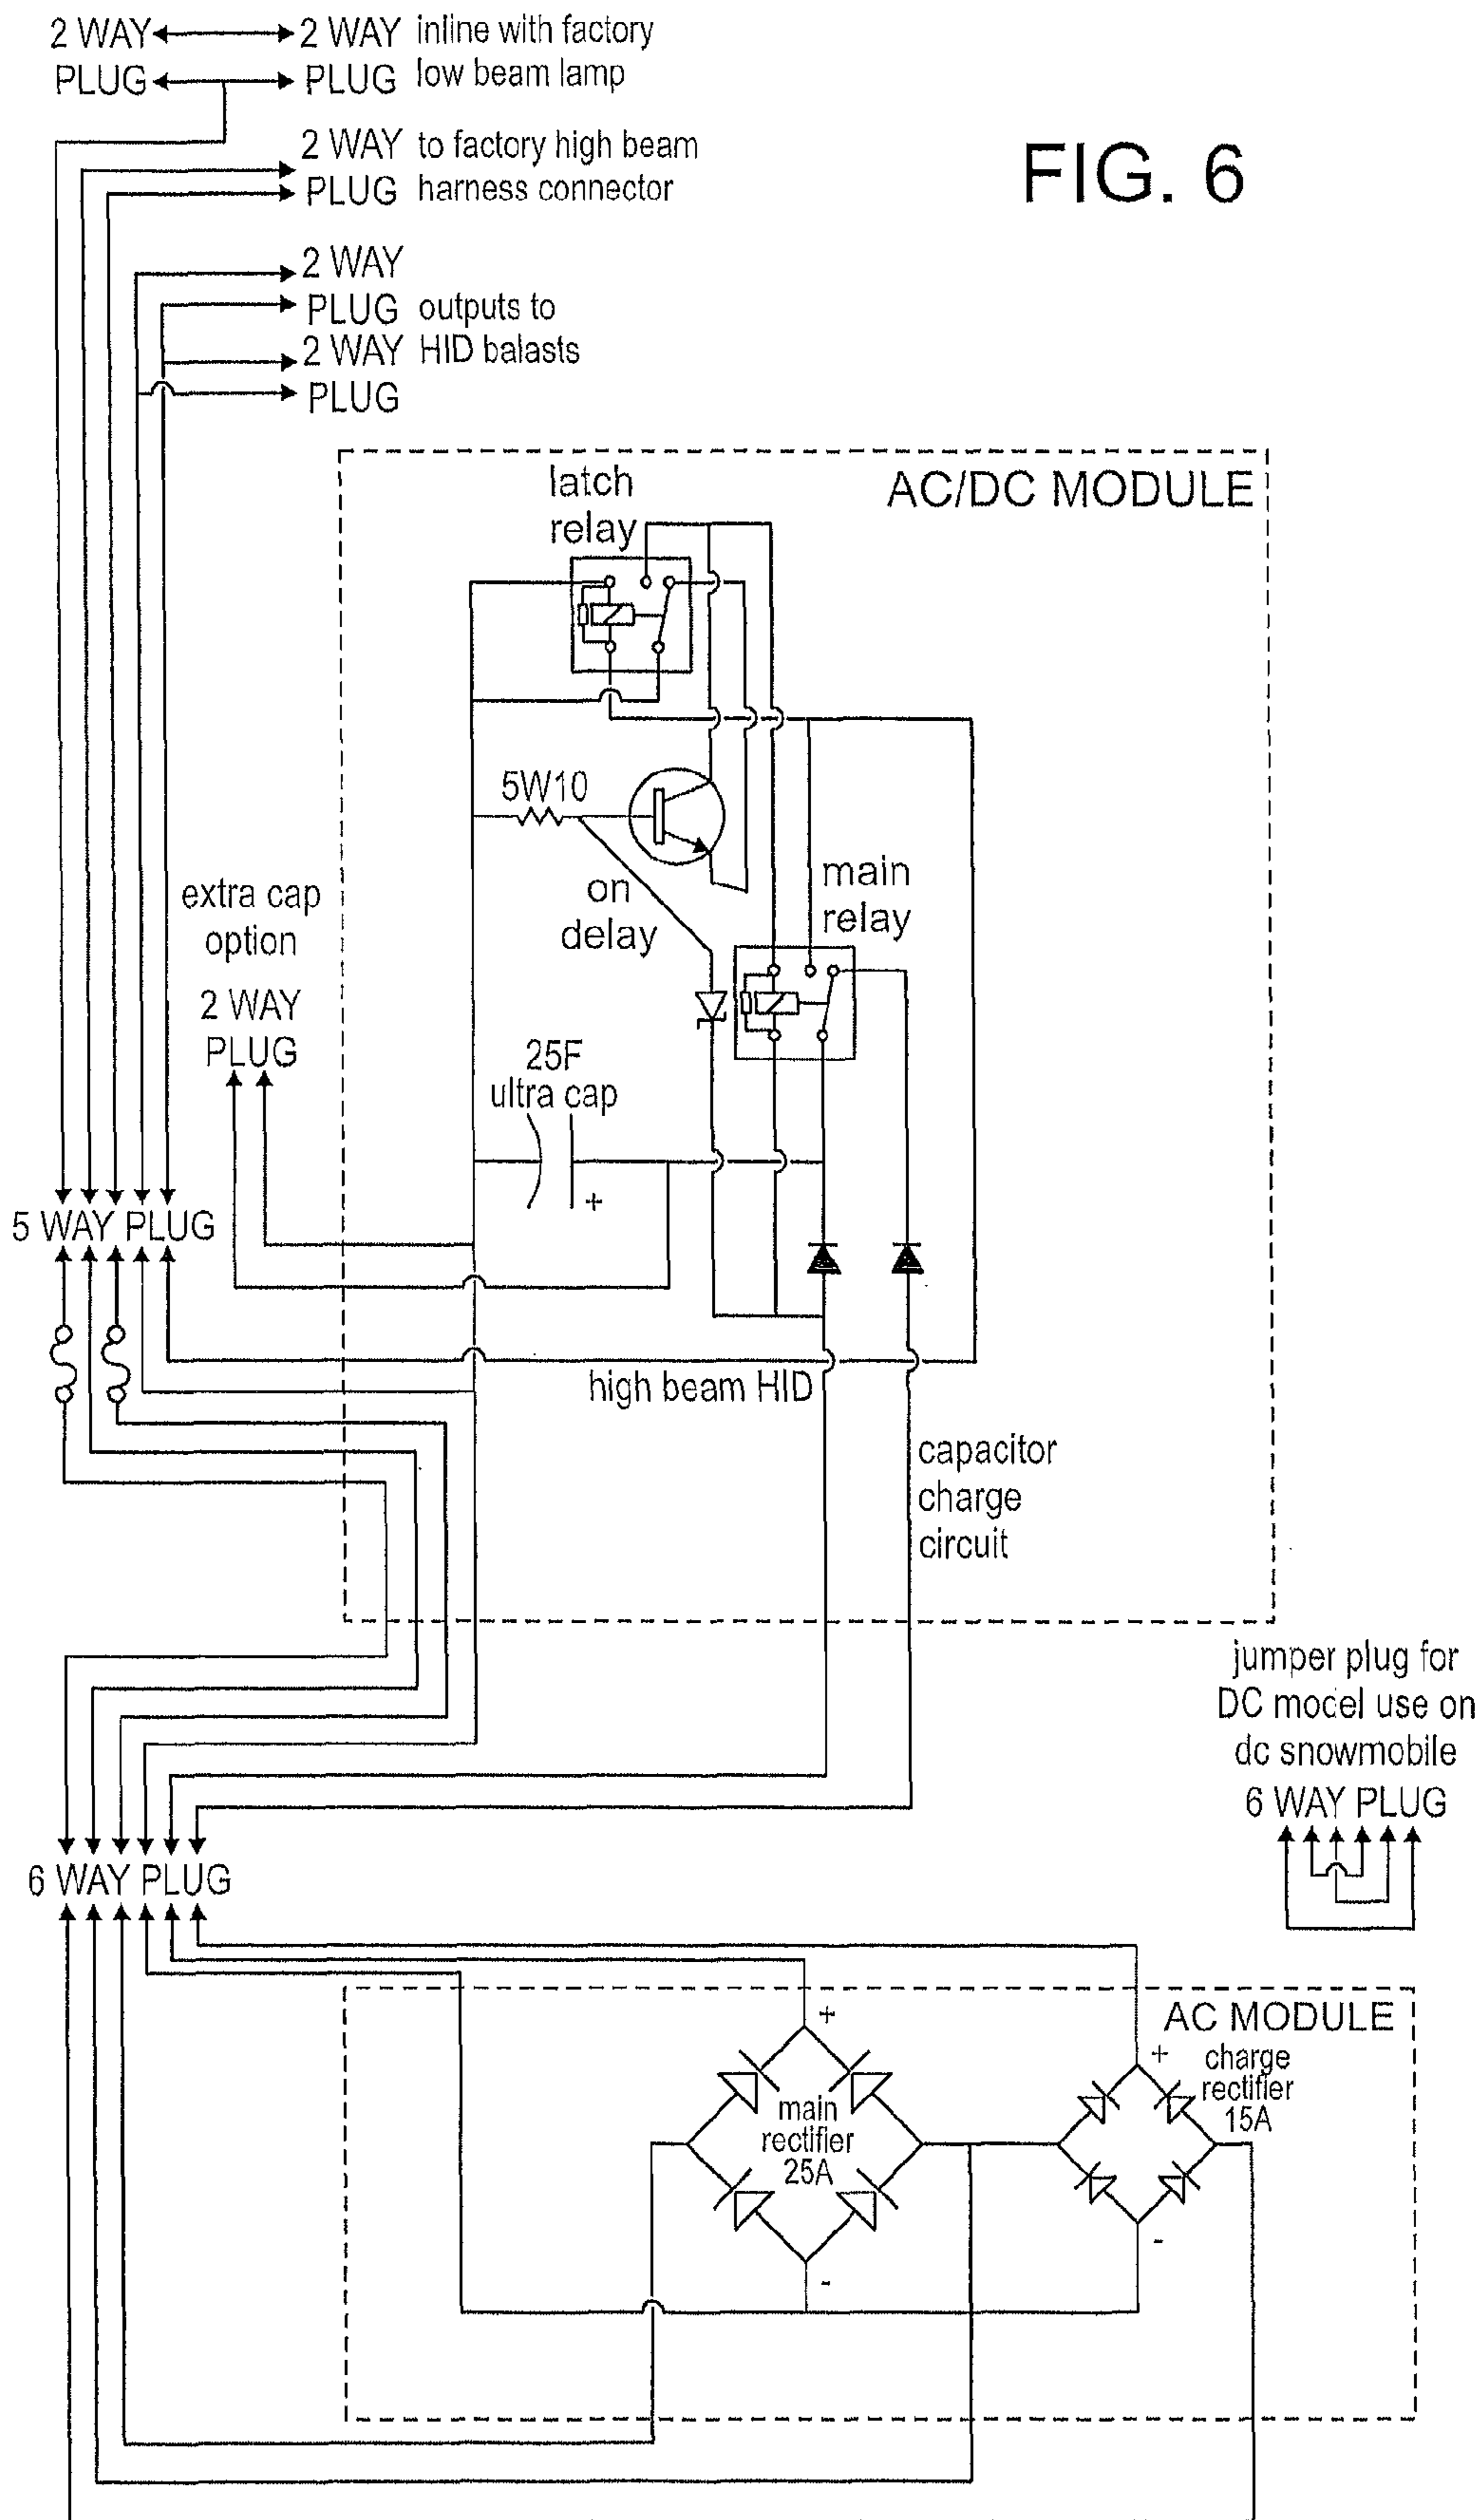 2 WAY 2 WAY inline with factory
PLUG PLUG low beam lamp
2 WAY to factory high beam
PLUG harness connector
FIG. 6
2 WAY
PLUG outputs to
2 WAY HID balasts
PLUG
AC/DC MODULE
latch
relay
5W10
on
delay
main
relay
extra cap
option
2 WAY
PLUG
25F
ultra cap
+
5 WAY PLUG
high beam HID
capacitor
charge
circuit
jumper plug for
DC model use on
dc snowmobile
6 WAY PLUG
6 WAY PLUG
AC MODULE
+
main
rectifier
25A
-
+
charge
rectifier
15A
-